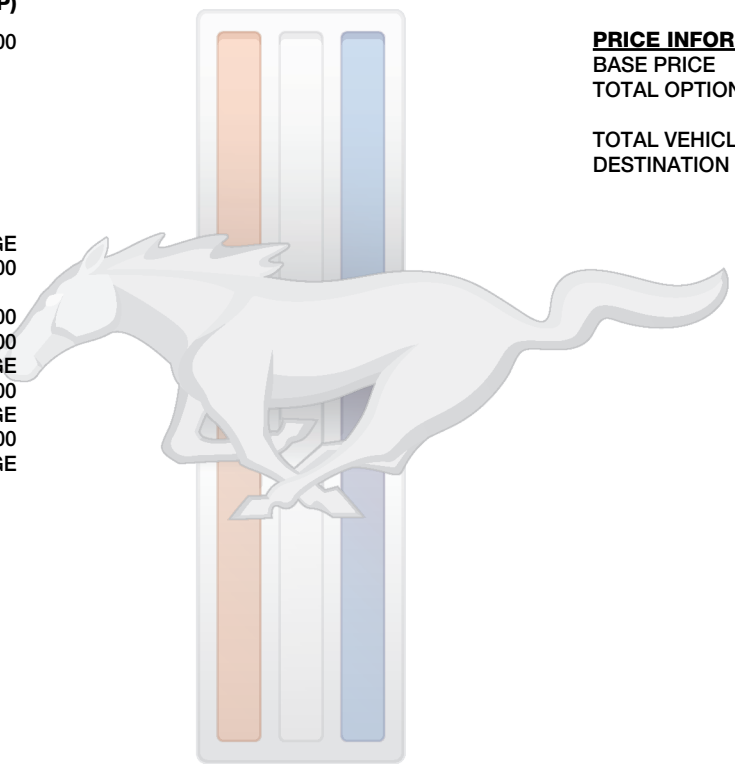 P)
00
GE
00
00
00
GE
00
GE
00
GE
PRICE INFOR
BASE PRICE
TOTAL OPTION
TOTAL VEHICL
DESTINATION